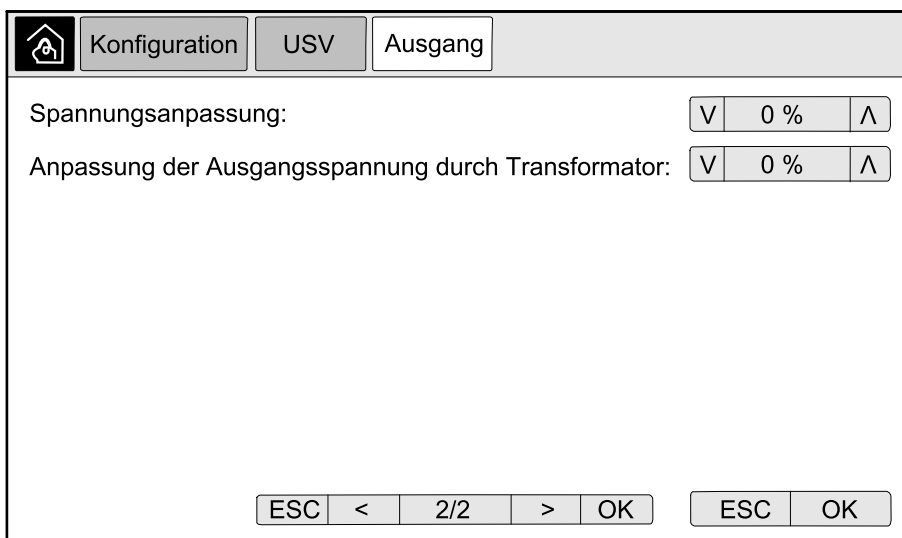 Konfiguration USV Ausgang
Spannungsanpassung: V 0 % Λ
Anpassung der Ausgangsspannung durch Transformator: V 0 % Λ
ESC < 2/2 > OK ESC OK